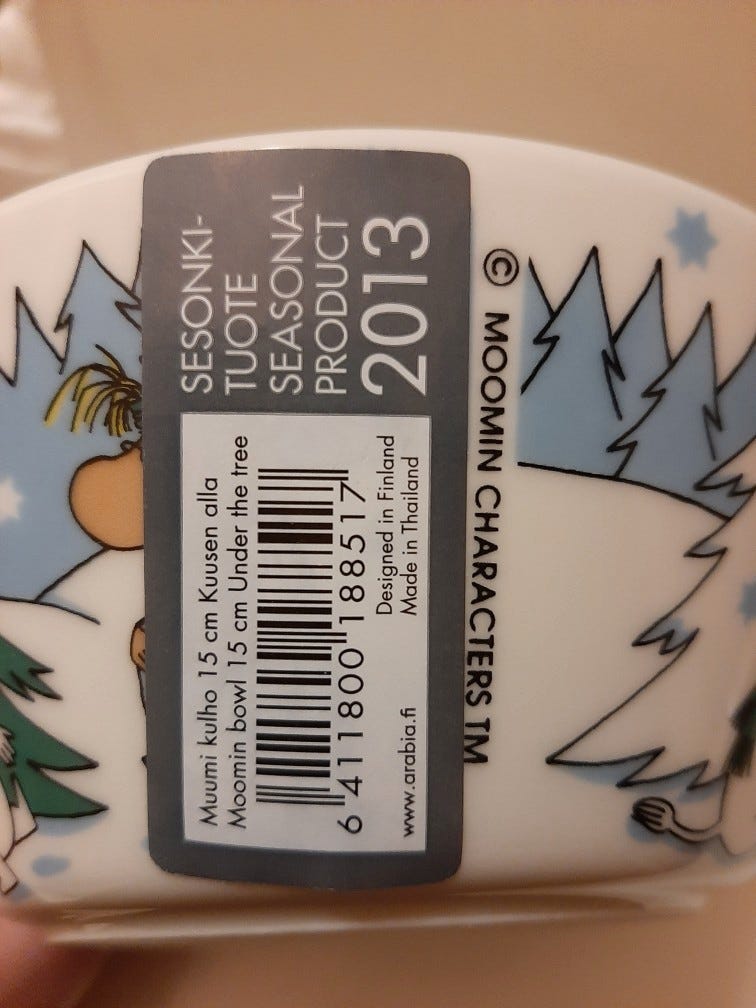 SESONKI-
TUOTE
SEASONAL
PRODUCT
2013
Muumi kulho 15 cm Kuusen alla
Moomin bowl 15 cm Under the tree
6 411800 188517
Designed in Finland
Made in Thailand
www.arabia.fi
© MOOMIN CHARACTERS TM